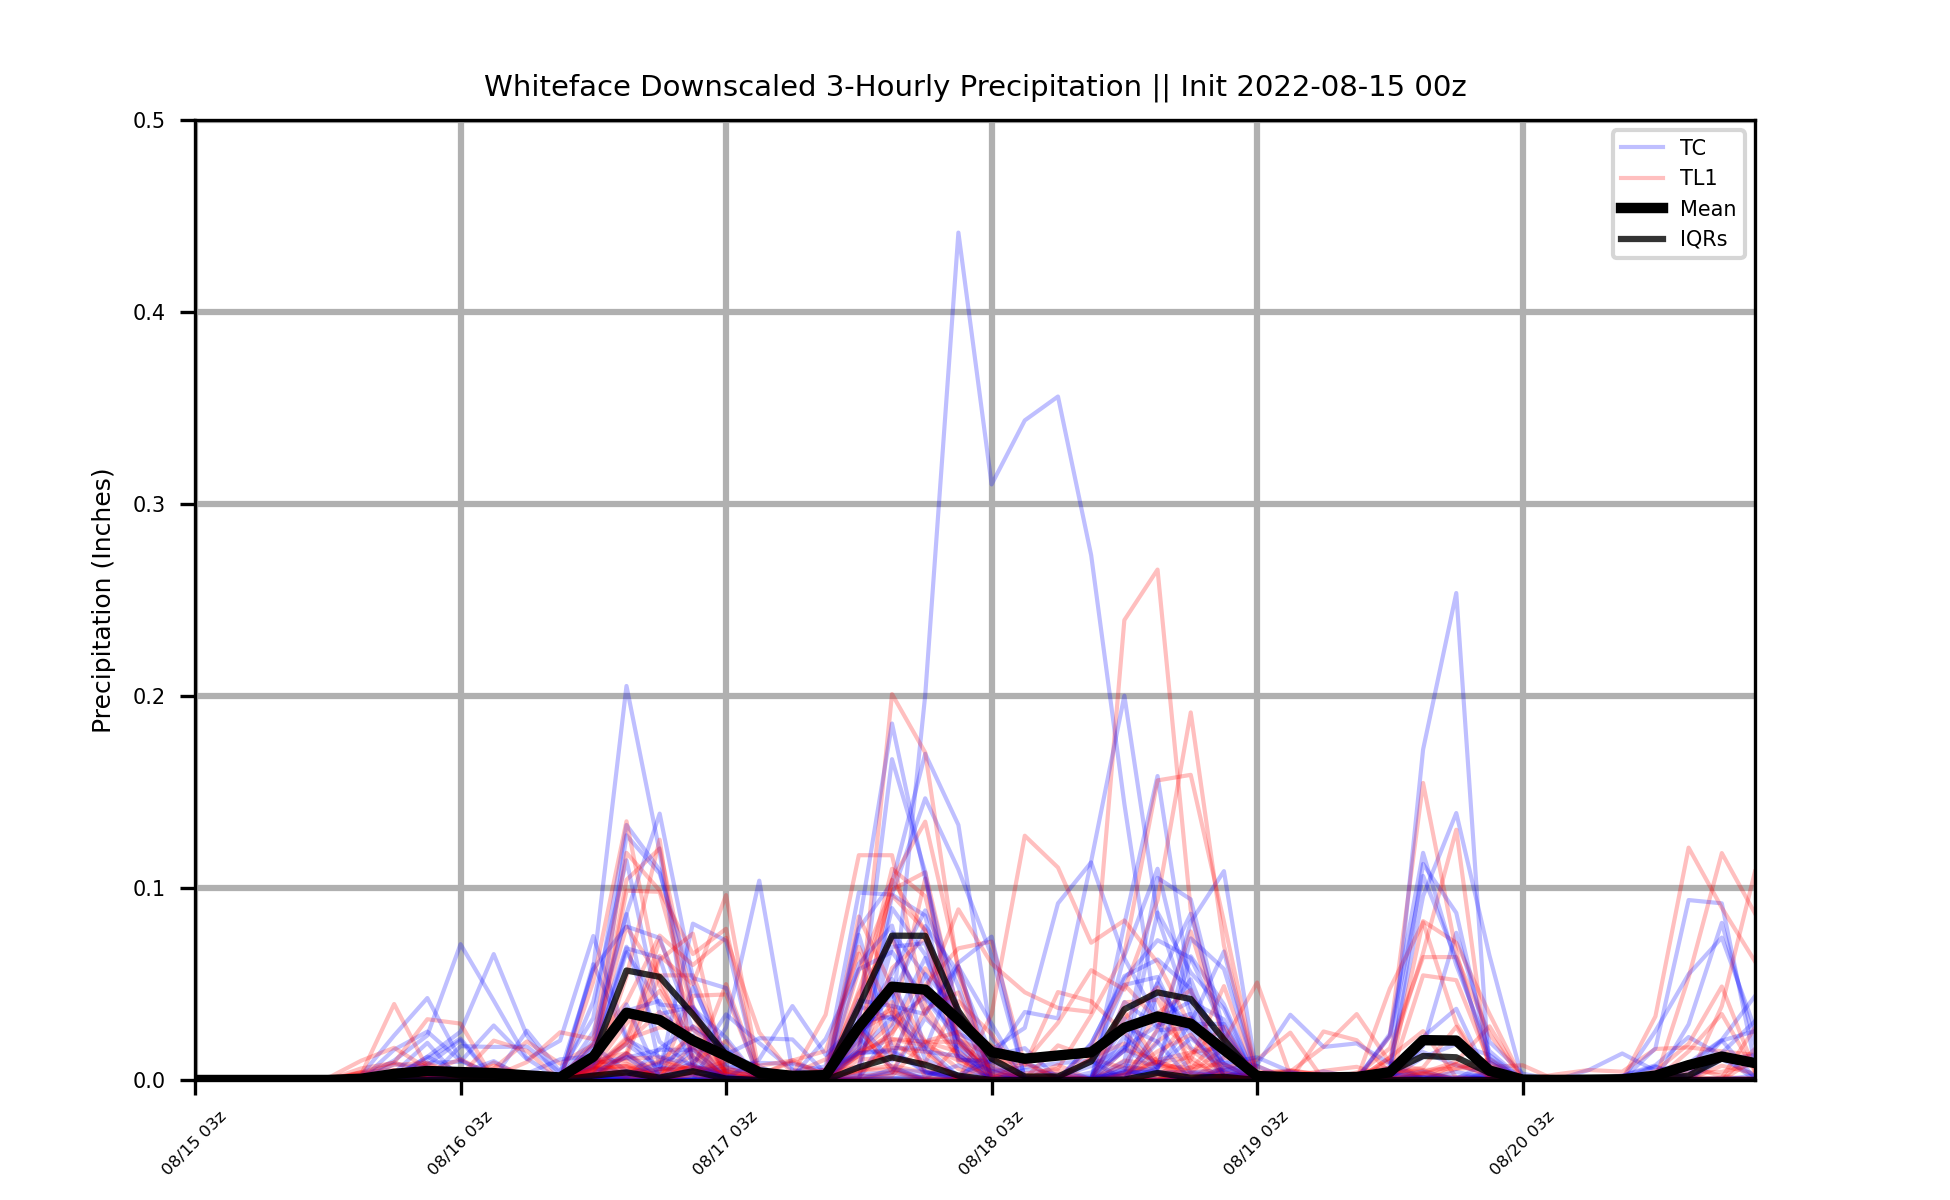 Whiteface Downscaled 3-Hourly Precipitation || Init 2022-08-15 00z
Precipitation (Inches)
0.5
0.4
0.3
0.2
0.1
0.0
TC
TL1
Mean
IQRs
08/15 03z
08/16 03z
08/17 03z
08/18 03z
08/19 03z
08/20 03z